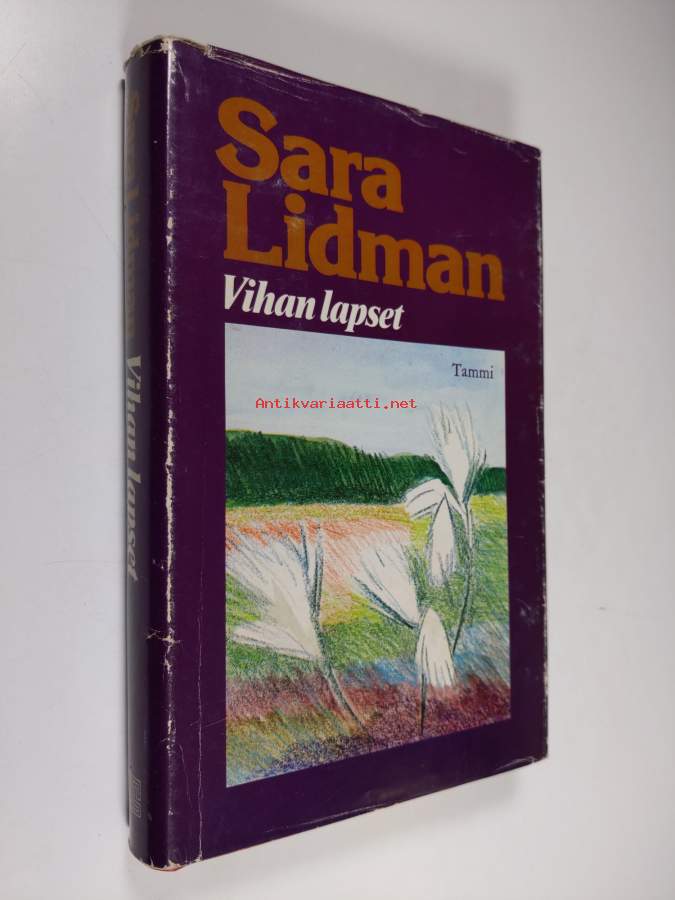 Sara
Lidman
Vihan lapset
Tammi
Antikvariaatti.net
Sara Lidman Vihan lapset